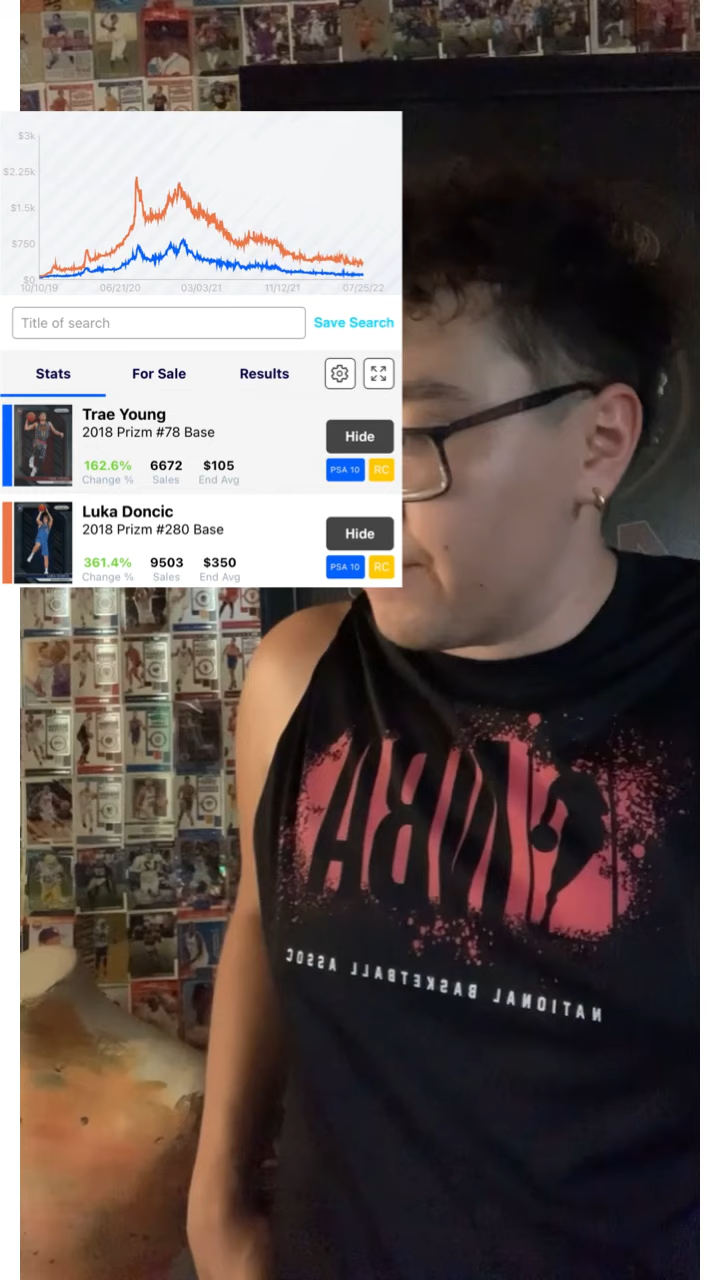 $3k
$2.25k
$1.5k
$750
$0
10/10/19 06/21/20 03/03/21 11/12/21 07/25/22
Title of search Save Search
Stats For Sale Results
Trae Young
2018 Prizm #78 Base
Hide
162.6% 6672 $105 PSA 10 RC
Change % Sales End Avg
Luka Doncic
2018 Prizm #280 Base
Hide
361.4% 9503 $350 PSA 10 RC
Change % Sales End Avg
NBA
NATIONAL BASKETBALL ASSOC